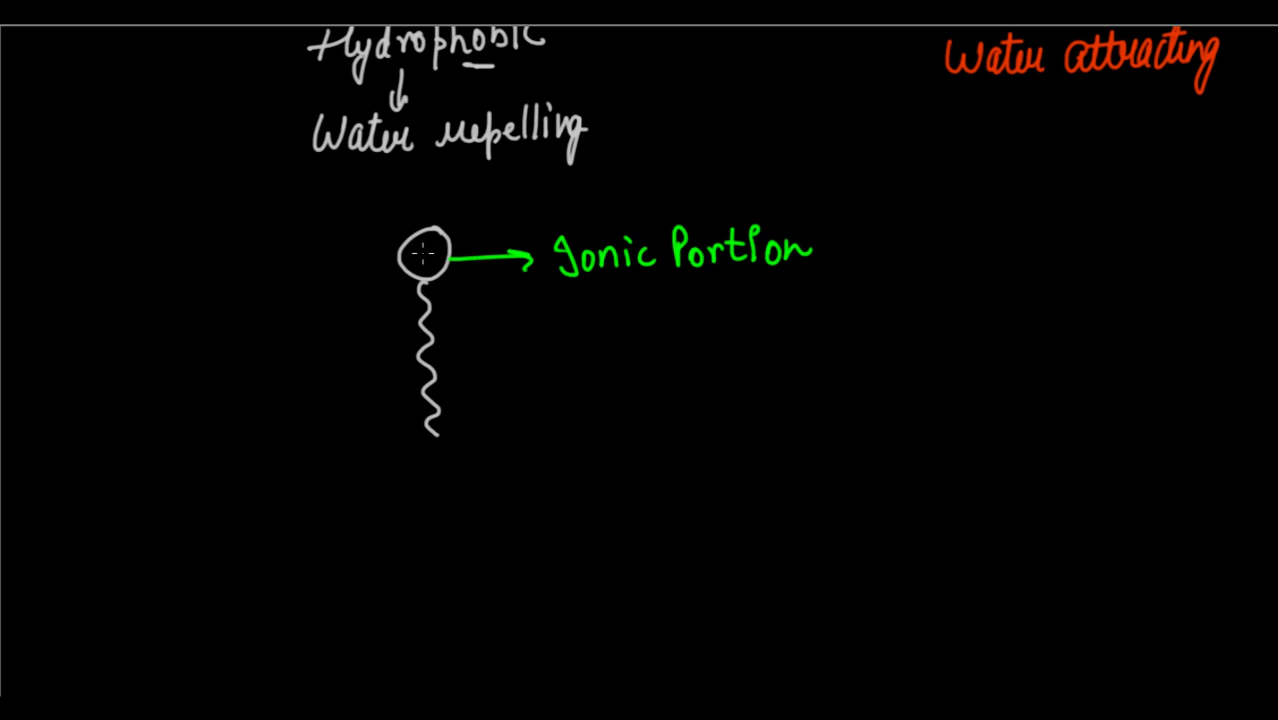 Hydrophobic
Water attracting
Water repelling
Ionic Portion